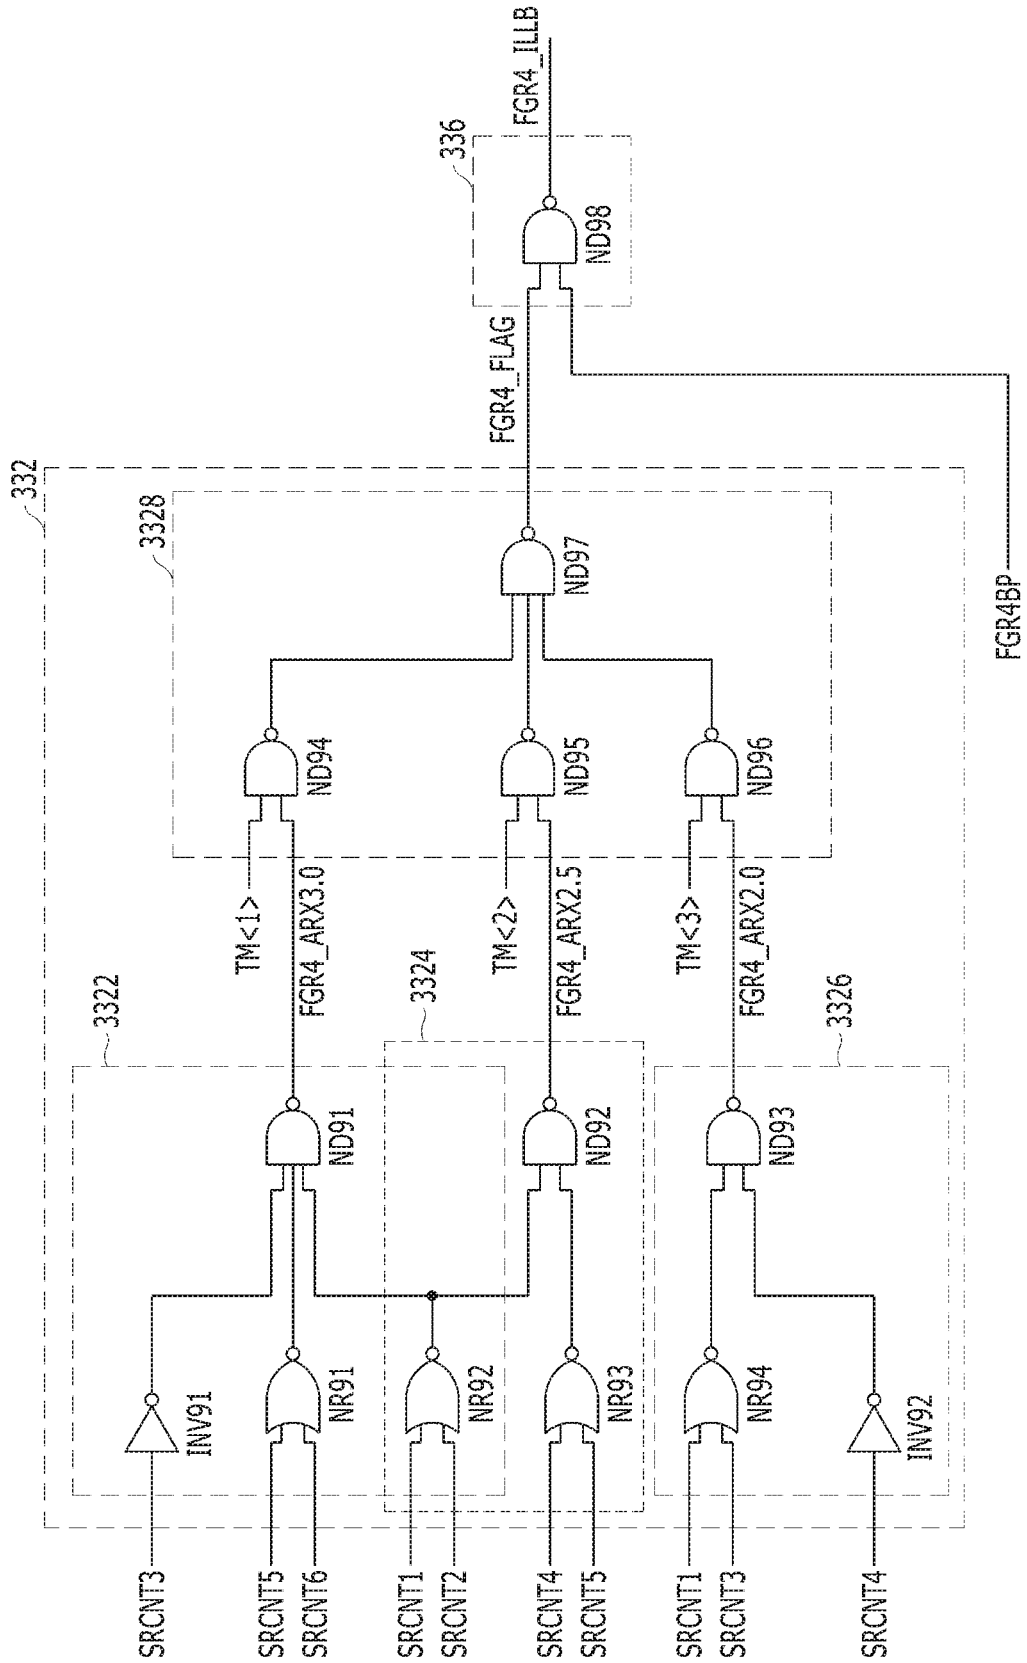 332
3322
SRCNT3
INV91
SRCNT5
SRCNT6
NR91
ND91
FGR4_ARX3.0
3324
SRCNT1
SRCNT2
NR92
SRCNT4
SRCNT5
NR93
ND92
FGR4_ARX2.5
3326
SRCNT1
SRCNT3
NR94
SRCNT4
INV92
ND93
FGR4_ARX2.0
3328
TM<1>
ND94
TM<2>
ND95
TM<3>
ND96
ND97
FGR4_FLAG
FGR4BP
336
ND98
FGR4_ILLB